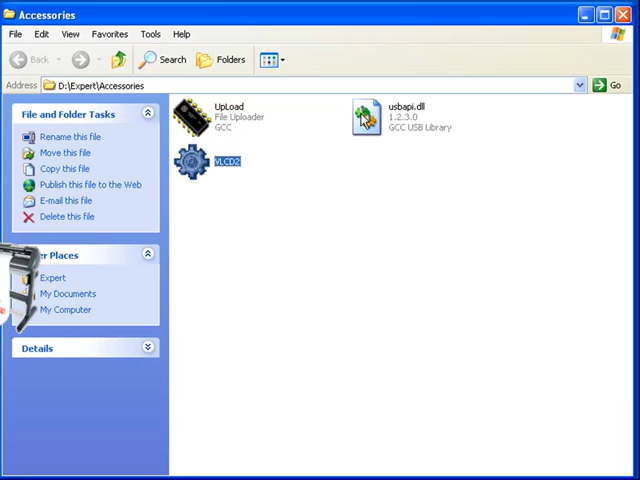 Accessories
File Edit View Favorites Tools Help
Back Search Folders
Address D:\Expert\Accessories Go
File and Folder Tasks
Rename this file
Move this file
Copy this file
Publish this file to the Web
E-mail this file
Delete this file
Places
Expert
My Documents
My Computer
Details
UpLoad
File Uploader
GCC
usbapi.dll
1.2.3.0
GCC USB Library
VLCD2